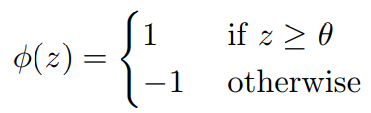 ϕ(z) = { 1 if z ≥ θ
−1 otherwise